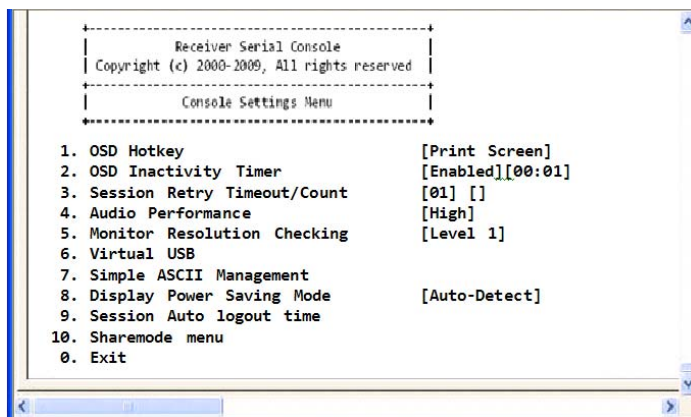 Receiver Serial Console
Copyright (c) 2000-2009, All rights reserved
Console Settings Menu
1. OSD Hotkey [Print Screen]
2. OSD Inactivity Timer [Enabled][00:01]
3. Session Retry Timeout/Count [01] []
4. Audio Performance [High]
5. Monitor Resolution Checking [Level 1]
6. Virtual USB
7. Simple ASCII Management
8. Display Power Saving Mode [Auto-Detect]
9. Session Auto logout time
10. Sharemode menu
0. Exit